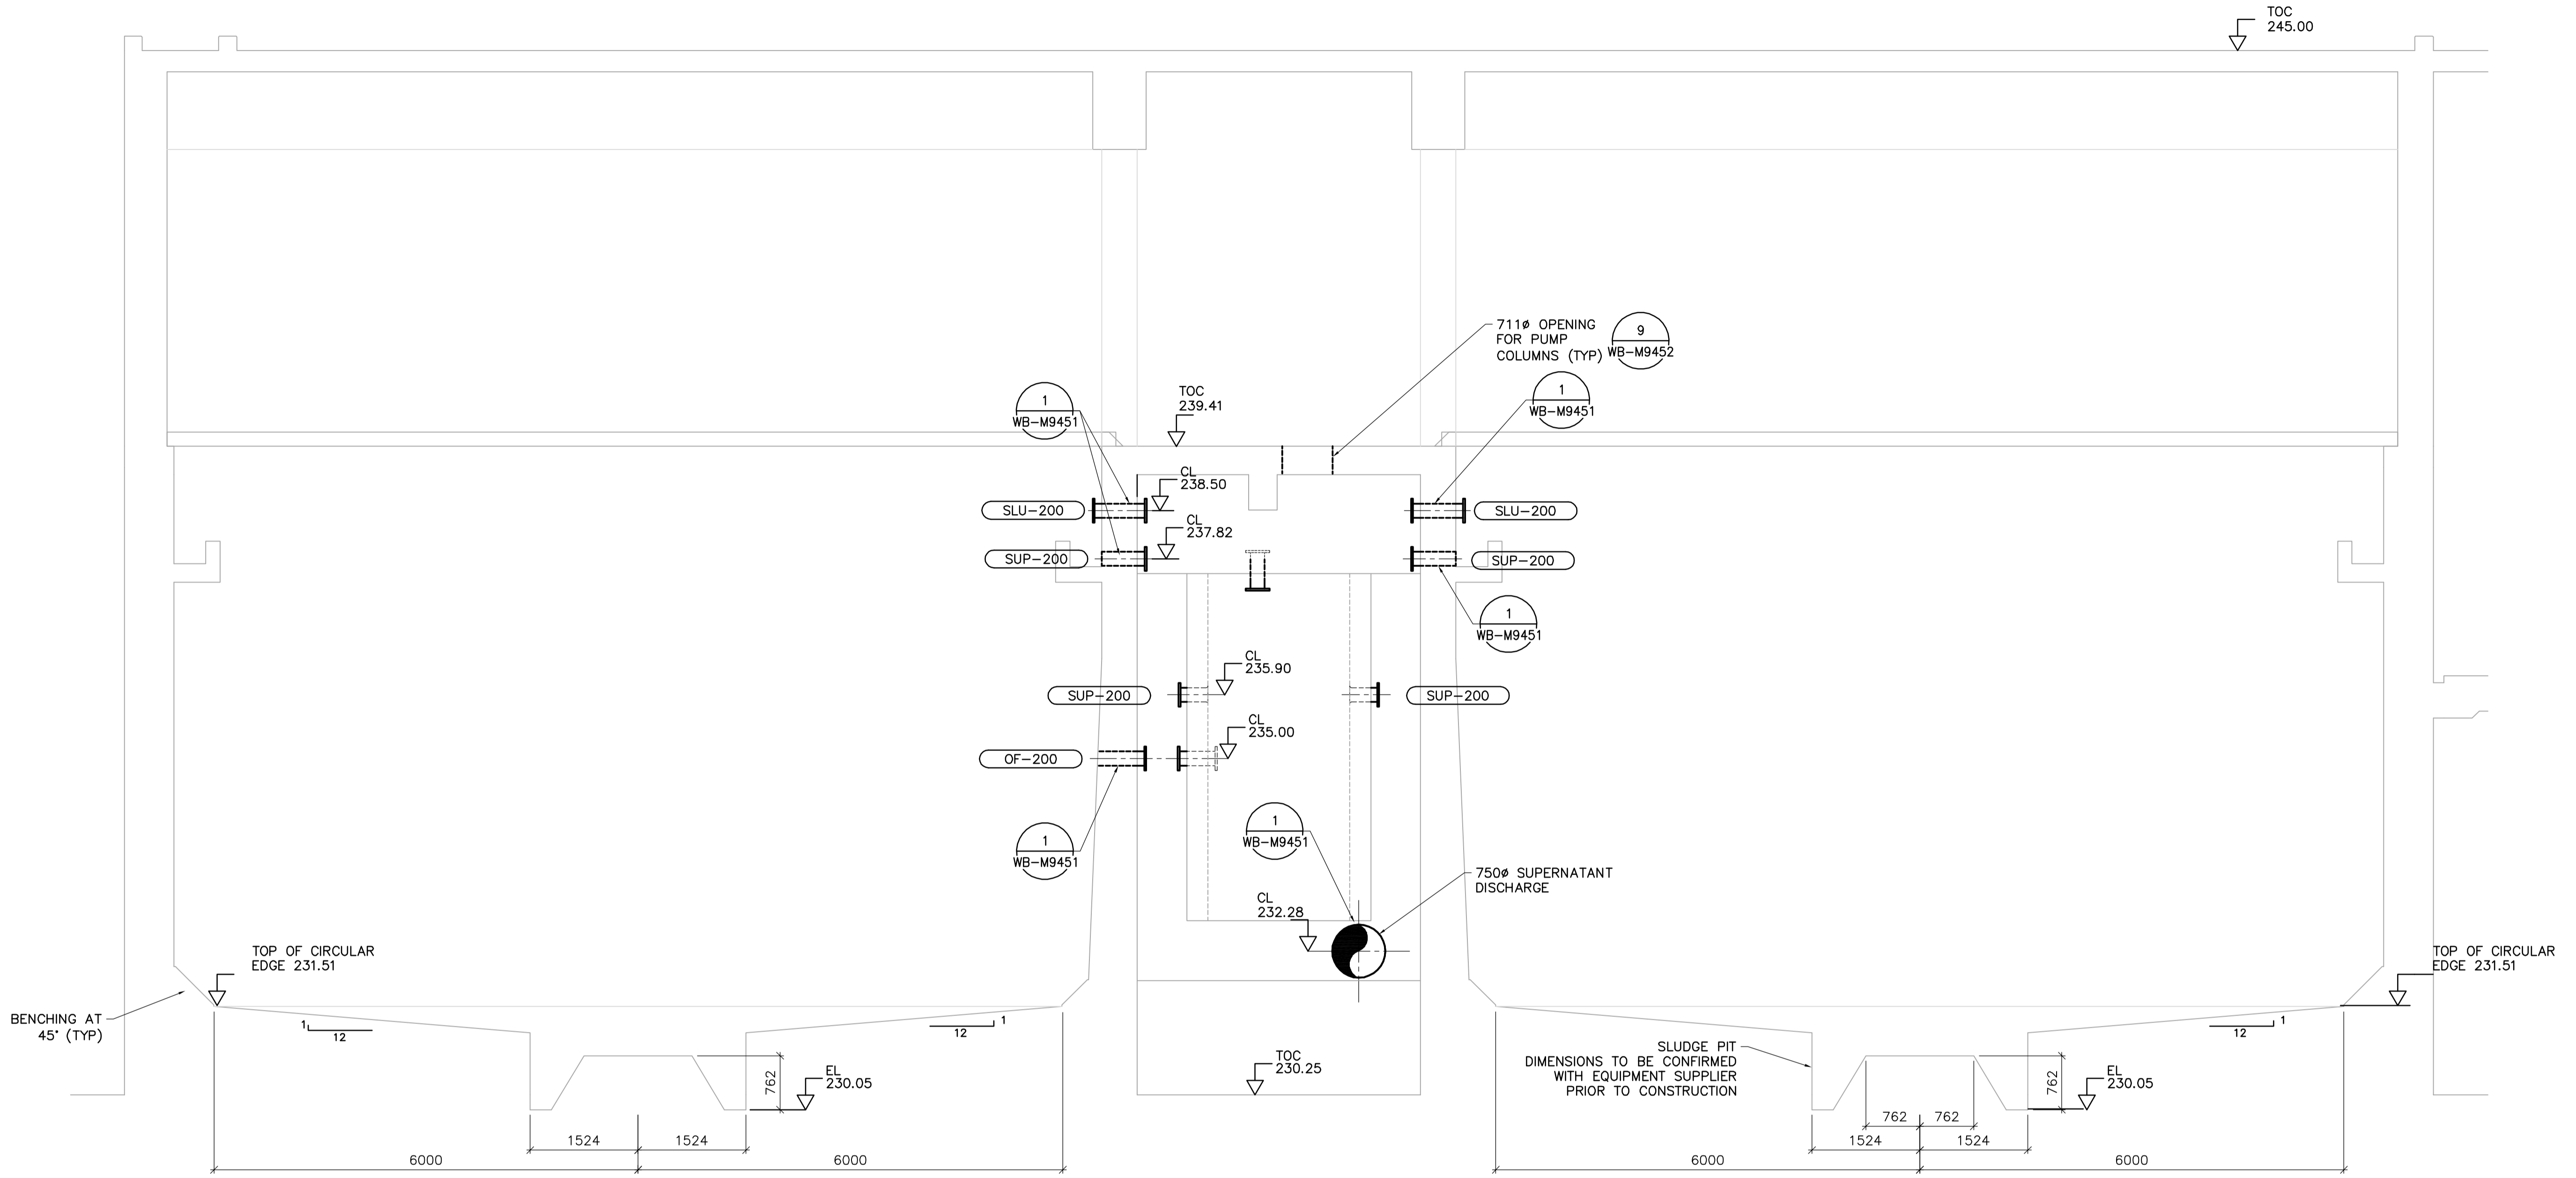 TOC
245.00
711ø OPENING
FOR PUMP
COLUMNS (TYP)
9
WB-M9452
1
WB-M9451
TOC
239.41
1
WB-M9451
CL
238.50
SLU-200
SLU-200
CL
237.82
SUP-200
SUP-200
1
WB-M9451
CL
235.90
SUP-200
SUP-200
CL
235.00
OF-200
1
WB-M9451
1
WB-M9451
750ø SUPERNATANT
DISCHARGE
CL
232.28
TOP OF CIRCULAR
EDGE 231.51
TOP OF CIRCULAR
EDGE 231.51
BENCHING AT
45° (TYP)
1
12
1
12
1
12
SLUDGE PIT
DIMENSIONS TO BE CONFIRMED
WITH EQUIPMENT SUPPLIER
PRIOR TO CONSTRUCTION
TOC
230.25
762
EL
230.05
762
EL
230.05
762
762
1524
1524
1524
1524
6000
6000
6000
6000